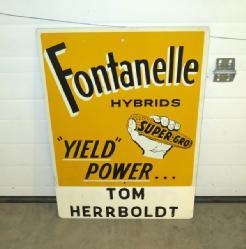 Fontanelle
HYBRIDS
SUPER-GRO
"YIELD"
POWER...
TOM
HERRBOLDT